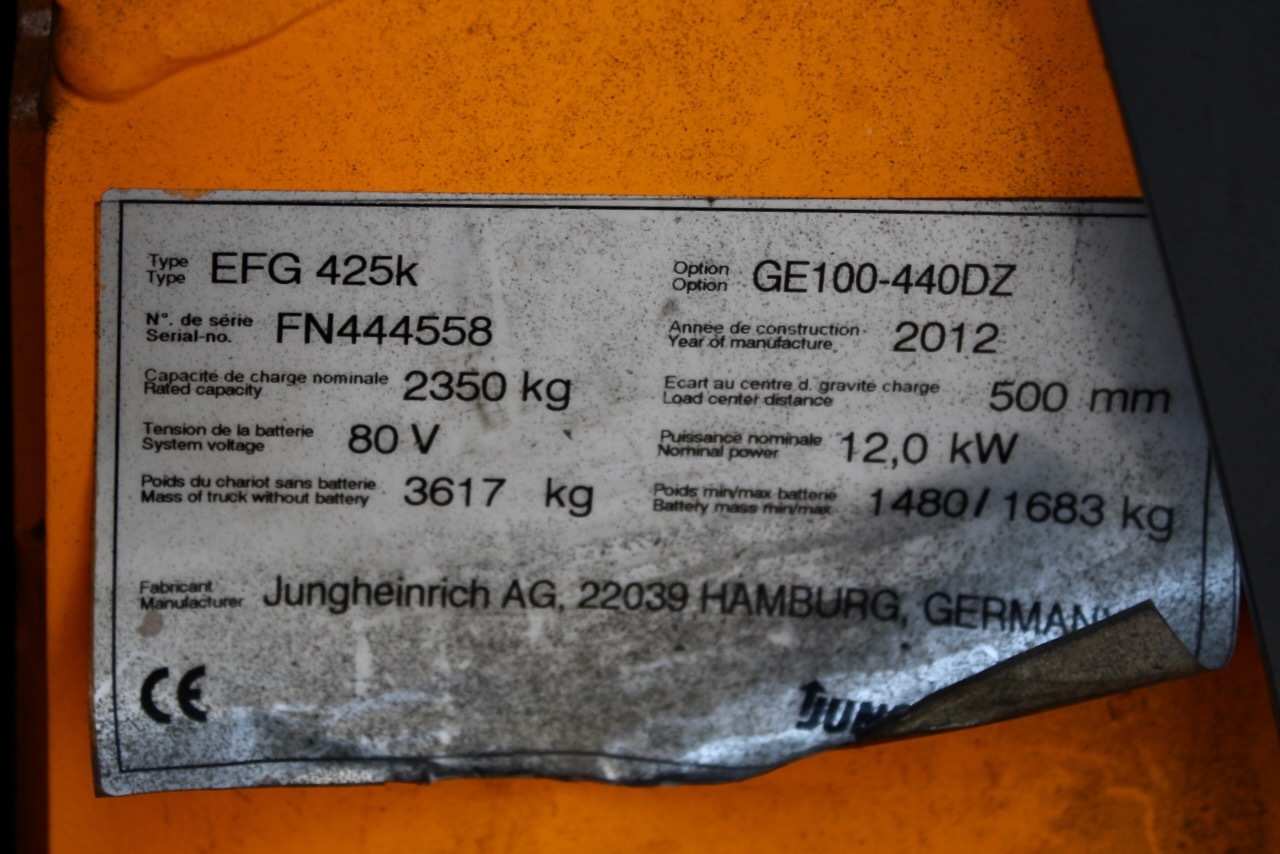 Type EFG 425k Option GE100-440DZ
Type Option
N°. de série FN444558 Année de construction 2012
Serial-no. Year of manufacture
Capacité de charge nominale 2350 kg Ecart au centre d. gravité charge 500 mm
Rated capacity Load center distance
Tension de la batterie 80 V Puissance nominale 12,0 kW
System voltage Nominal power
Poids du chariot sans batterie 3617 kg Poids min/max batterie 1480/1683 kg
Mass of truck without battery Battery mass min/max
Fabricant Jungheinrich AG, 22039 HAMBURG, GERMANY
Manufacturer
CE JUNG